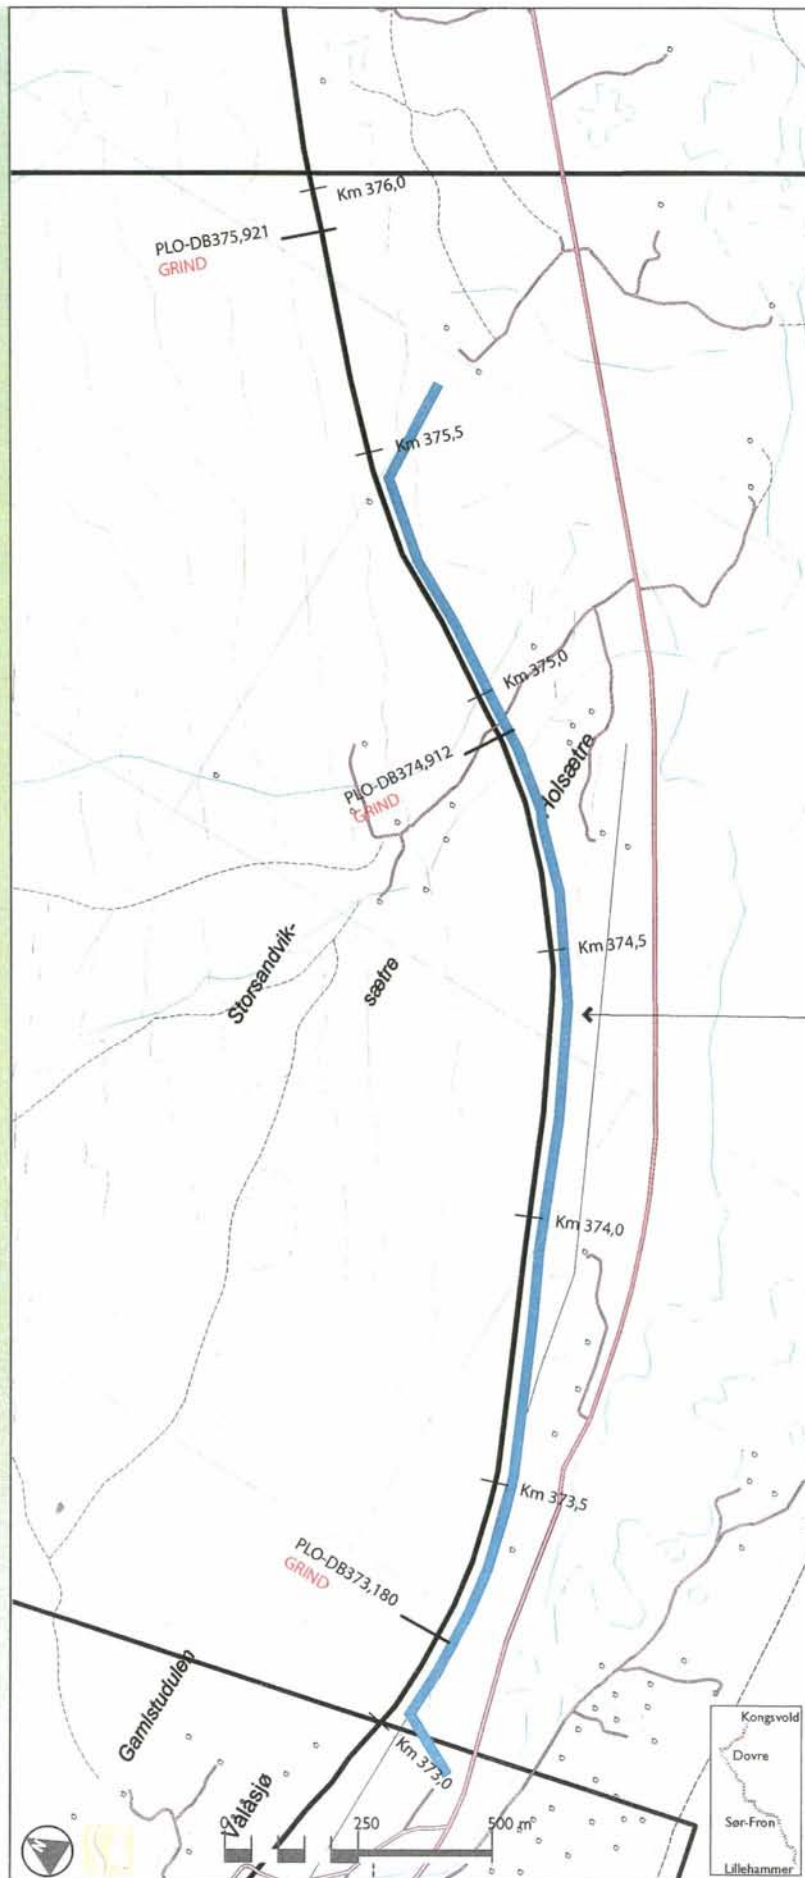 Km 376,0
PLO-DB375,921
GRIND
Km 375,5
Km 375,0
PLO-DB374,912
GRIND
Holsætre
Km 374,5
Storsandvik-
sætre
Km 374,0
Km 373,5
PLO-DB373,180
GRIND
Gamlstudulen
Km 373,0
Vålåsjø
0 250 500 m
Kongsvold
Dovre
Sør-Fron
Lillehammer